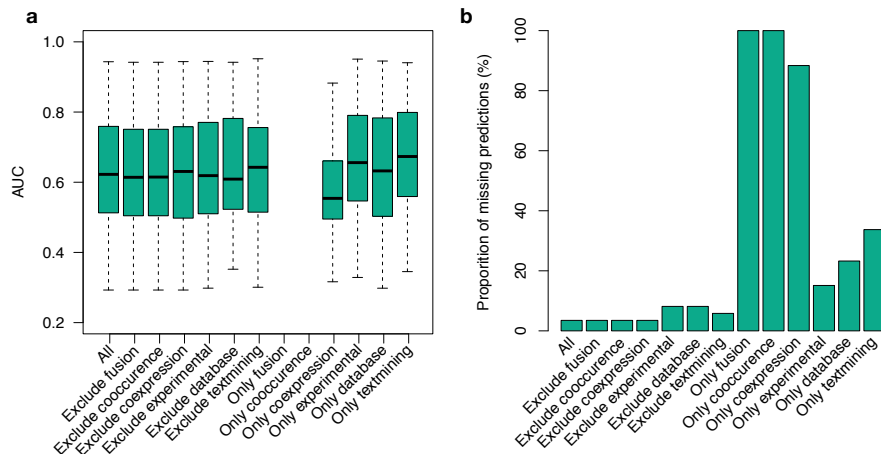 a
AUC
1.0
0.8
0.6
0.4
0.2
All
Exclude fusion
Exclude cooccurence
Exclude coexpression
Exclude experimental
Exclude database
Exclude textmining
Only fusion
Only cooccurence
Only coexpression
Only experimental
Only database
Only textmining
b
Proporition of missing predictions (%)
100
80
60
40
20
0
All
Exclude fusion
Exclude cooccurence
Exclude coexpression
Exclude experimental
Exclude database
Exclude textmining
Only fusion
Only cooccurence
Only coexpression
Only experimental
Only database
Only textmining